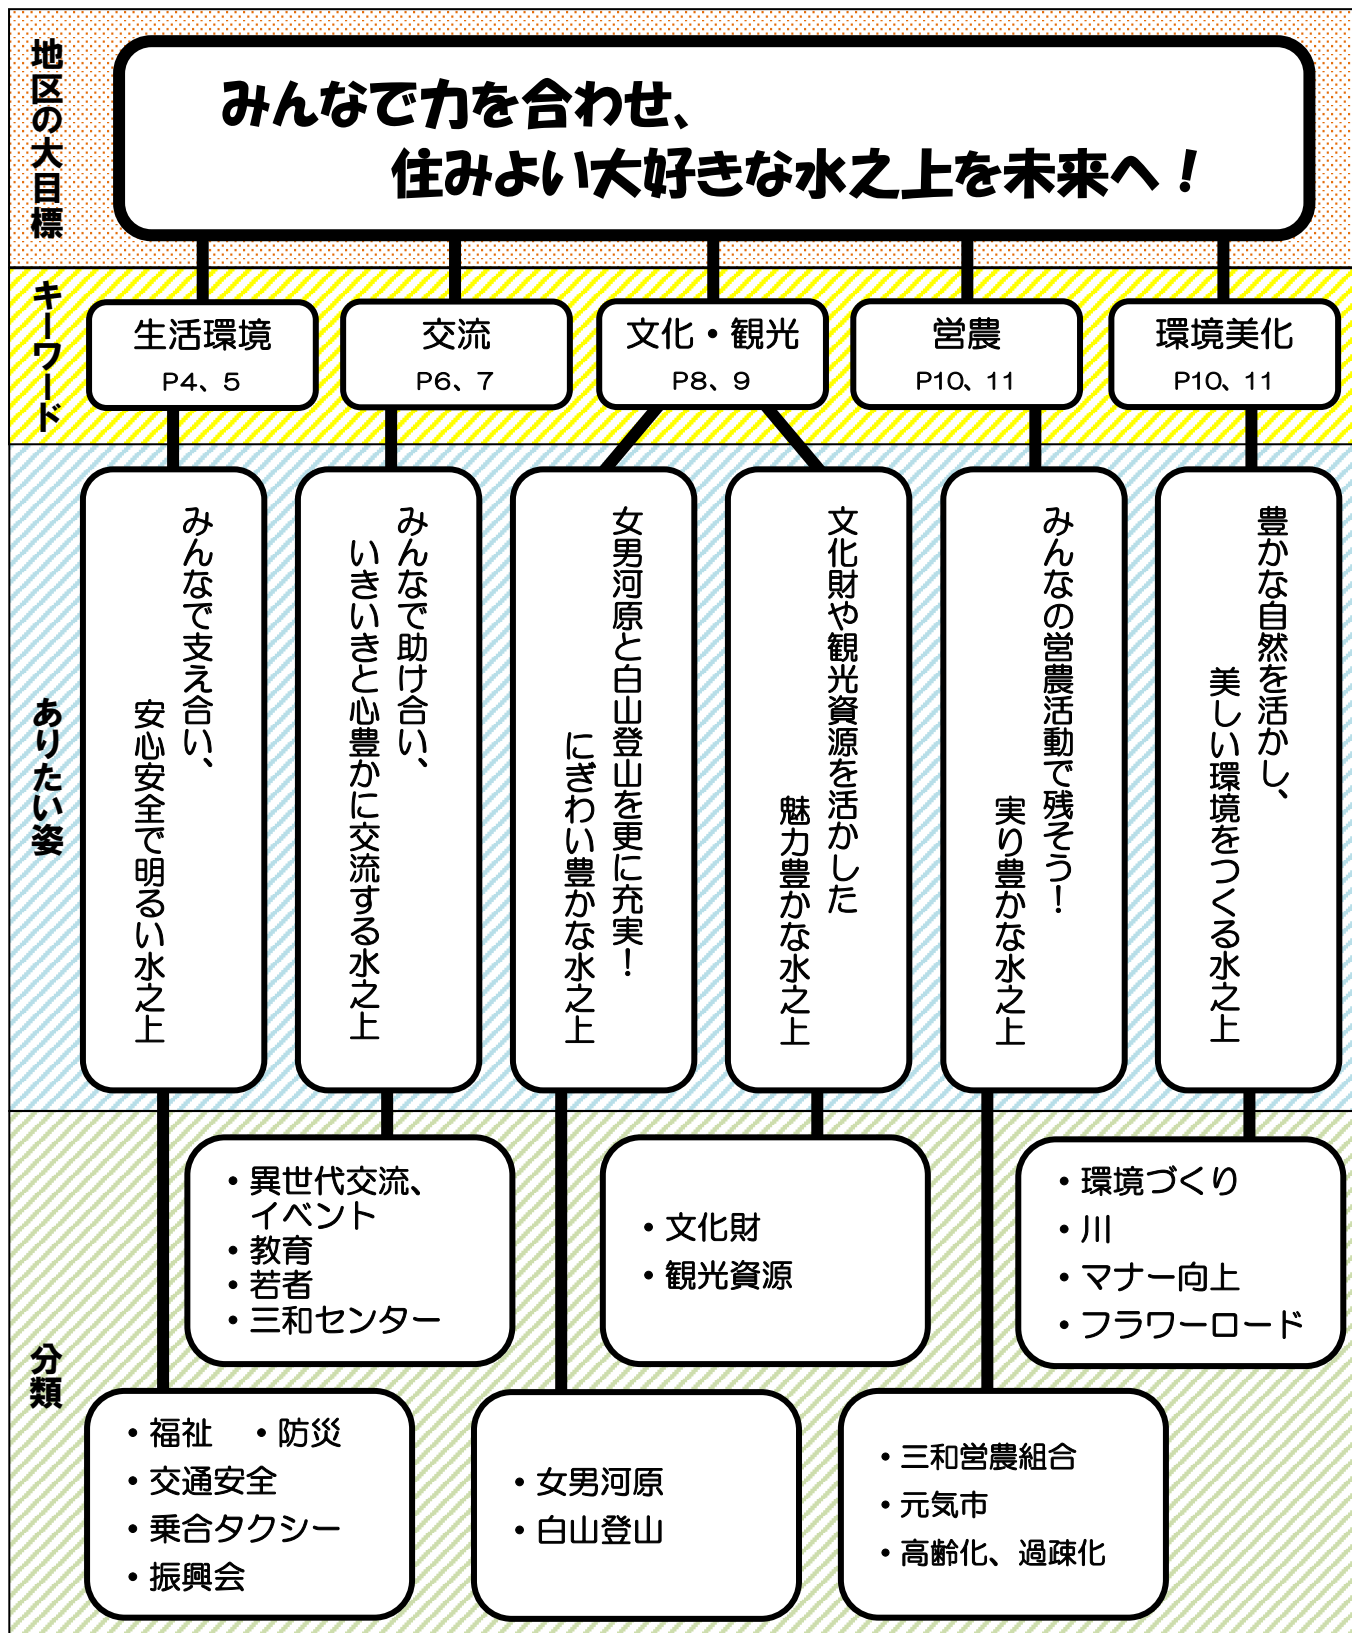 地区の大目標
みんなで力を合わせ、
住みよい大好きな水之上を未来へ！
キーワード
生活環境
P4、5
交流
P6、7
文化・観光
P8、9
営農
P10、11
環境美化
P10、11
ありたい姿
みんなで支え合い、
安心安全で明るい水之上
みんなで助け合い、
いきいきと心豊かに交流する水之上
女男河原と白山登山を更に充実！
にぎわい豊かな水之上
文化財や観光資源を活かした
魅力豊かな水之上
みんなの営農活動で残そう！
実り豊かな水之上
豊かな自然を活かし、
美しい環境をつくる水之上
分類
・異世代交流、
イベント
・教育
・若者
・三和センター
・文化財
・観光資源
・環境づくり
・川
・マナー向上
・フラワーロード
・福祉　・防災
・交通安全
・乗合タクシー
・振興会
・女男河原
・白山登山
・三和営農組合
・元気市
・高齢化、過疎化